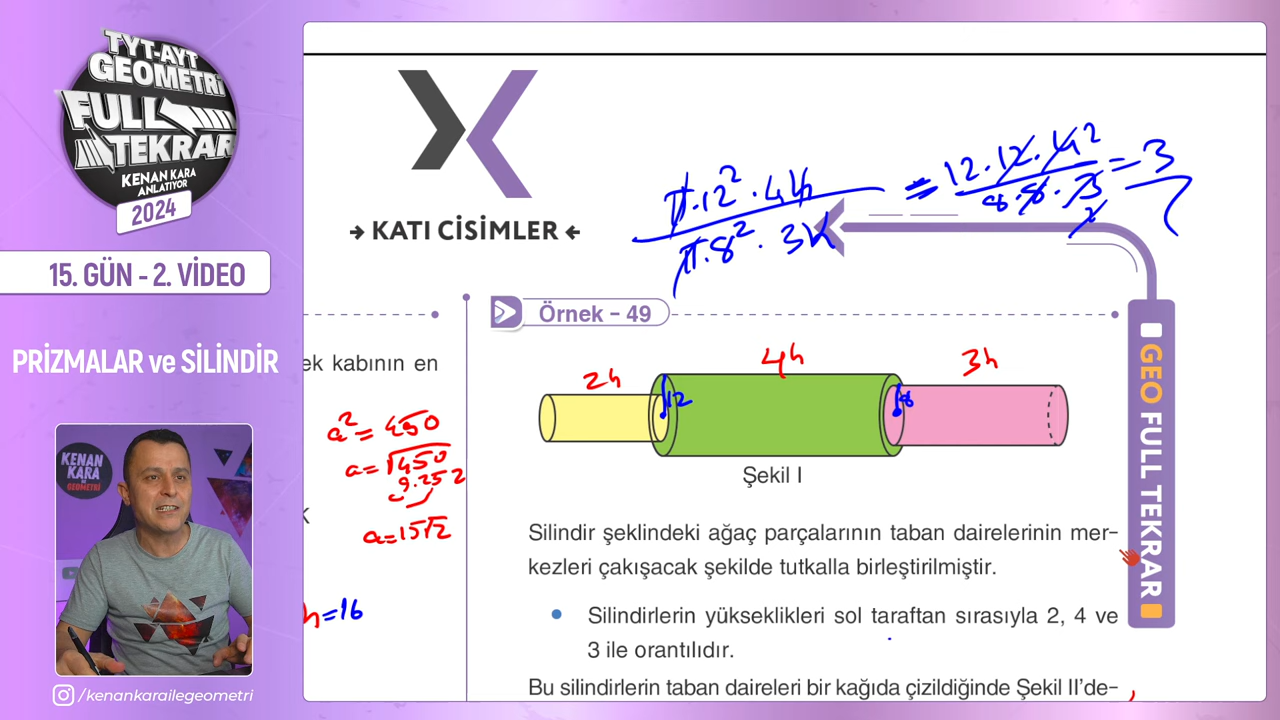 TYT-AYT
GEOMETRİ
FULL
TEKRAR
KENAN KARA
ANLATIYOR
2024
15. GÜN - 2. VİDEO
PRİZMALAR ve SİLİNDİR
KENAN
KARA
GEOMETRİ
/kenankarailegeometri
→ KATI CİSİMLER ←
π.12² . 4h
π.8² . 3h
= 12.12.4 2 = 3
8.8.3
2
ek kabının en
a² = 450
a = √450
9.25 2
a = 15√2
h = 16
Örnek – 49
2h
4h
3h
12
8
Şekil I
Silindir şeklindeki ağaç parçalarının taban dairelerinin mer-
kezleri çakışacak şekilde tutkalla birleştirilmiştir.
• Silindirlerin yükseklikleri sol taraftan sırasıyla 2, 4 ve
3 ile orantılıdır.
Bu silindirlerin taban daireleri bir kağıda çizildiğinde Şekil II'de-
GEO FULL TEKRAR